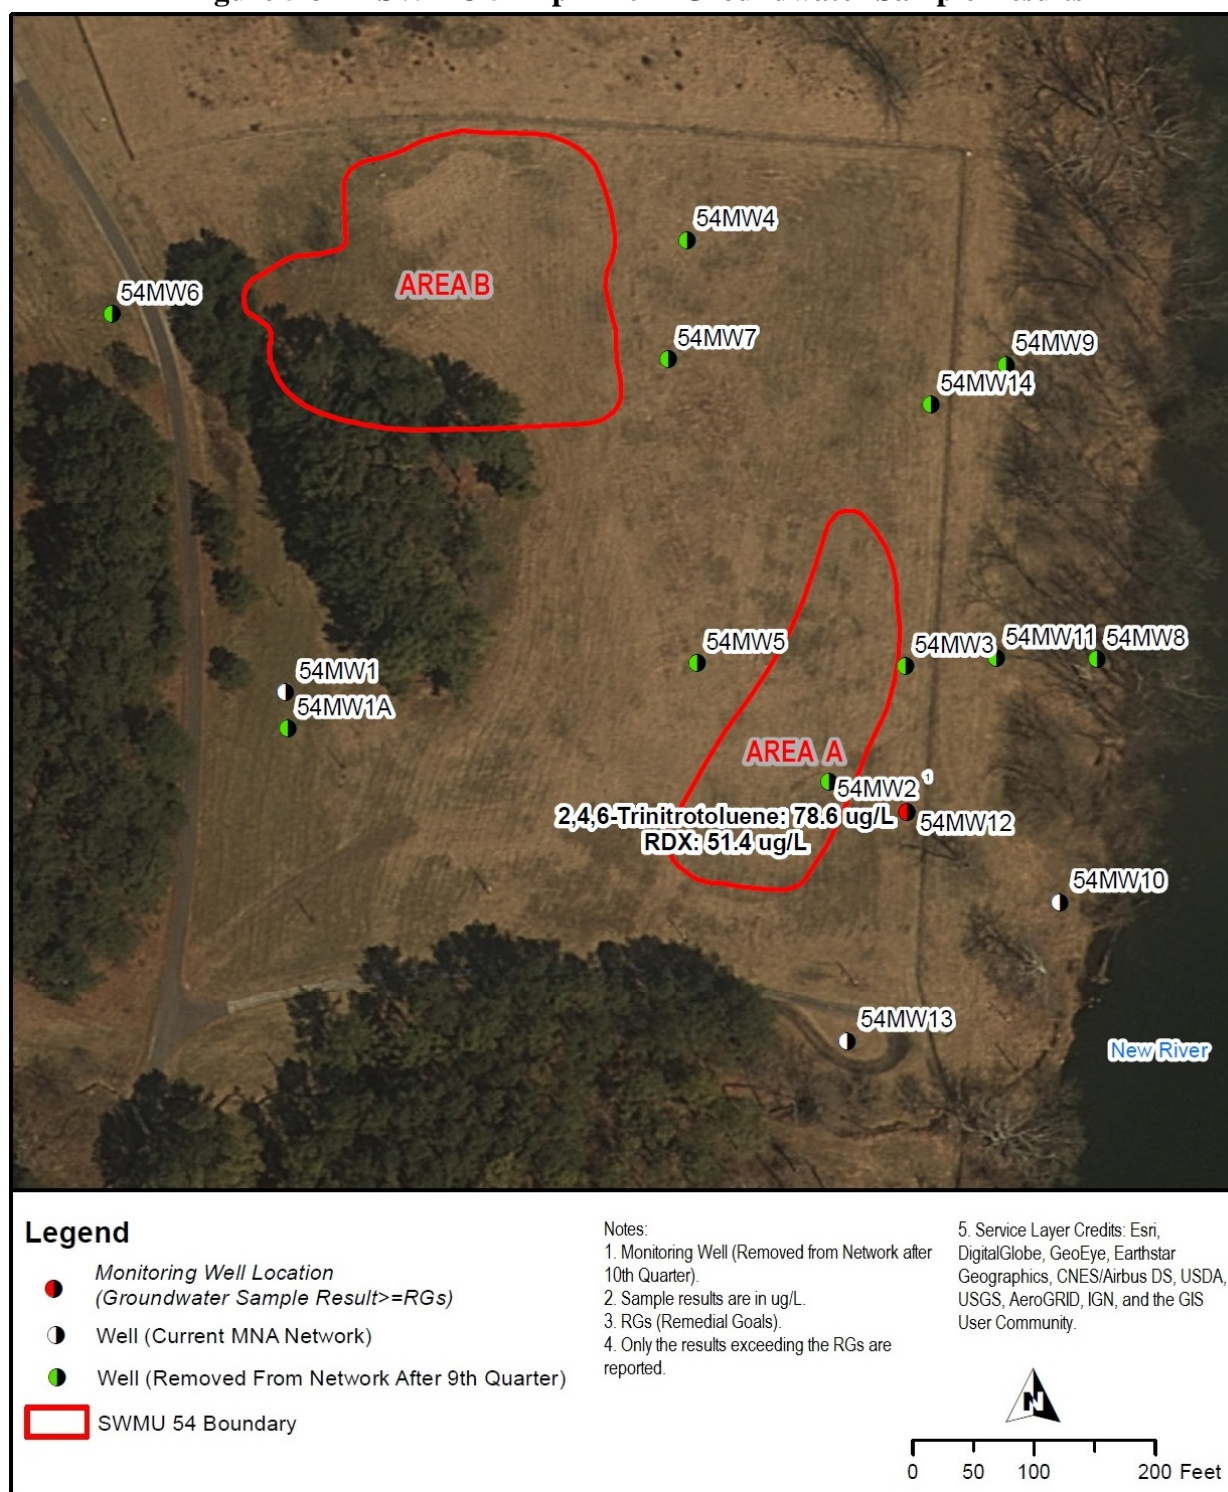 54MW4
AREA B
54MW6
54MW7
54MW9
54MW14
54MW5
54MW3
54MW11
54MW8
54MW1
54MW1A
AREA A
54MW2 1
2,4,6-Trinitrotoluene: 78.6 ug/L
RDX: 51.4 ug/L
54MW12
54MW10
54MW13
New River
Legend
Monitoring Well Location
(Groundwater Sample Result>=RGs)
Well (Current MNA Network)
Well (Removed From Network After 9th Quarter)
SWMU 54 Boundary
Notes:
1. Monitoring Well (Removed from Network after
10th Quarter).
2. Sample results are in ug/L.
3. RGs (Remedial Goals).
4. Only the results exceeding the RGs are
reported.
5. Service Layer Credits: Esri,
DigitalGlobe, GeoEye, Earthstar
Geographics, CNES/Airbus DS, USDA,
USGS, AeroGRID, IGN, and the GIS
User Community.
N
0 50 100 200 Feet